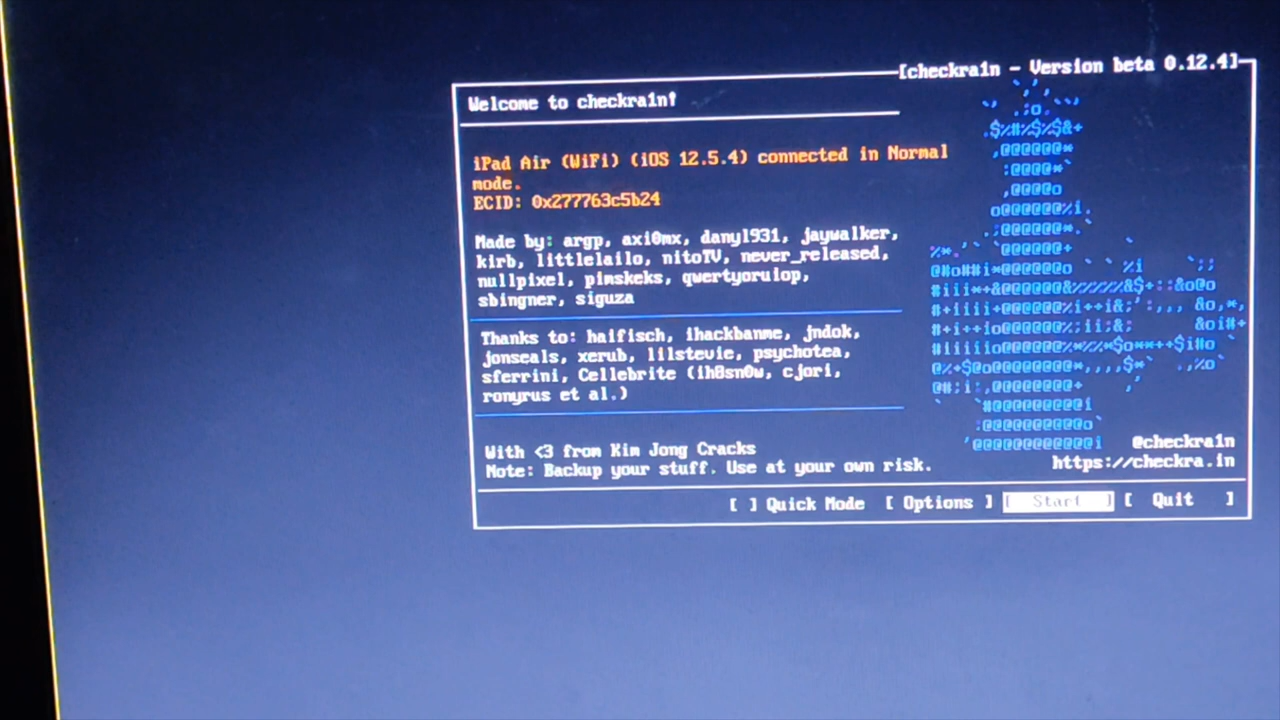 [checkra1n - Version beta 0.12.4]
Welcome to checkra1n!
iPad Air (WiFi) (iOS 12.5.4) connected in Normal
mode.
ECID: 0x277763c5b24
Made by: argp, axi0mx, danyl931, jaywalker,
kirb, littlelailo, nitoTV, never_released,
nullpixel, pimskeks, qwertyoruiop,
sbingner, siguza
Thanks to: haifisch, ihackbanme, jndok,
jonseals, xerub, lilstevie, psychotea,
sferrini, Cellebrite (ih8sn0w, cjori,
ronyrus et al.)
With <3 from Kim Jong Cracks
Note: Backup your stuff. Use at your own risk.
@checkra1n
https://checkra.in
[ ] Quick Mode [ Options ] [ Start ] [ Quit ]